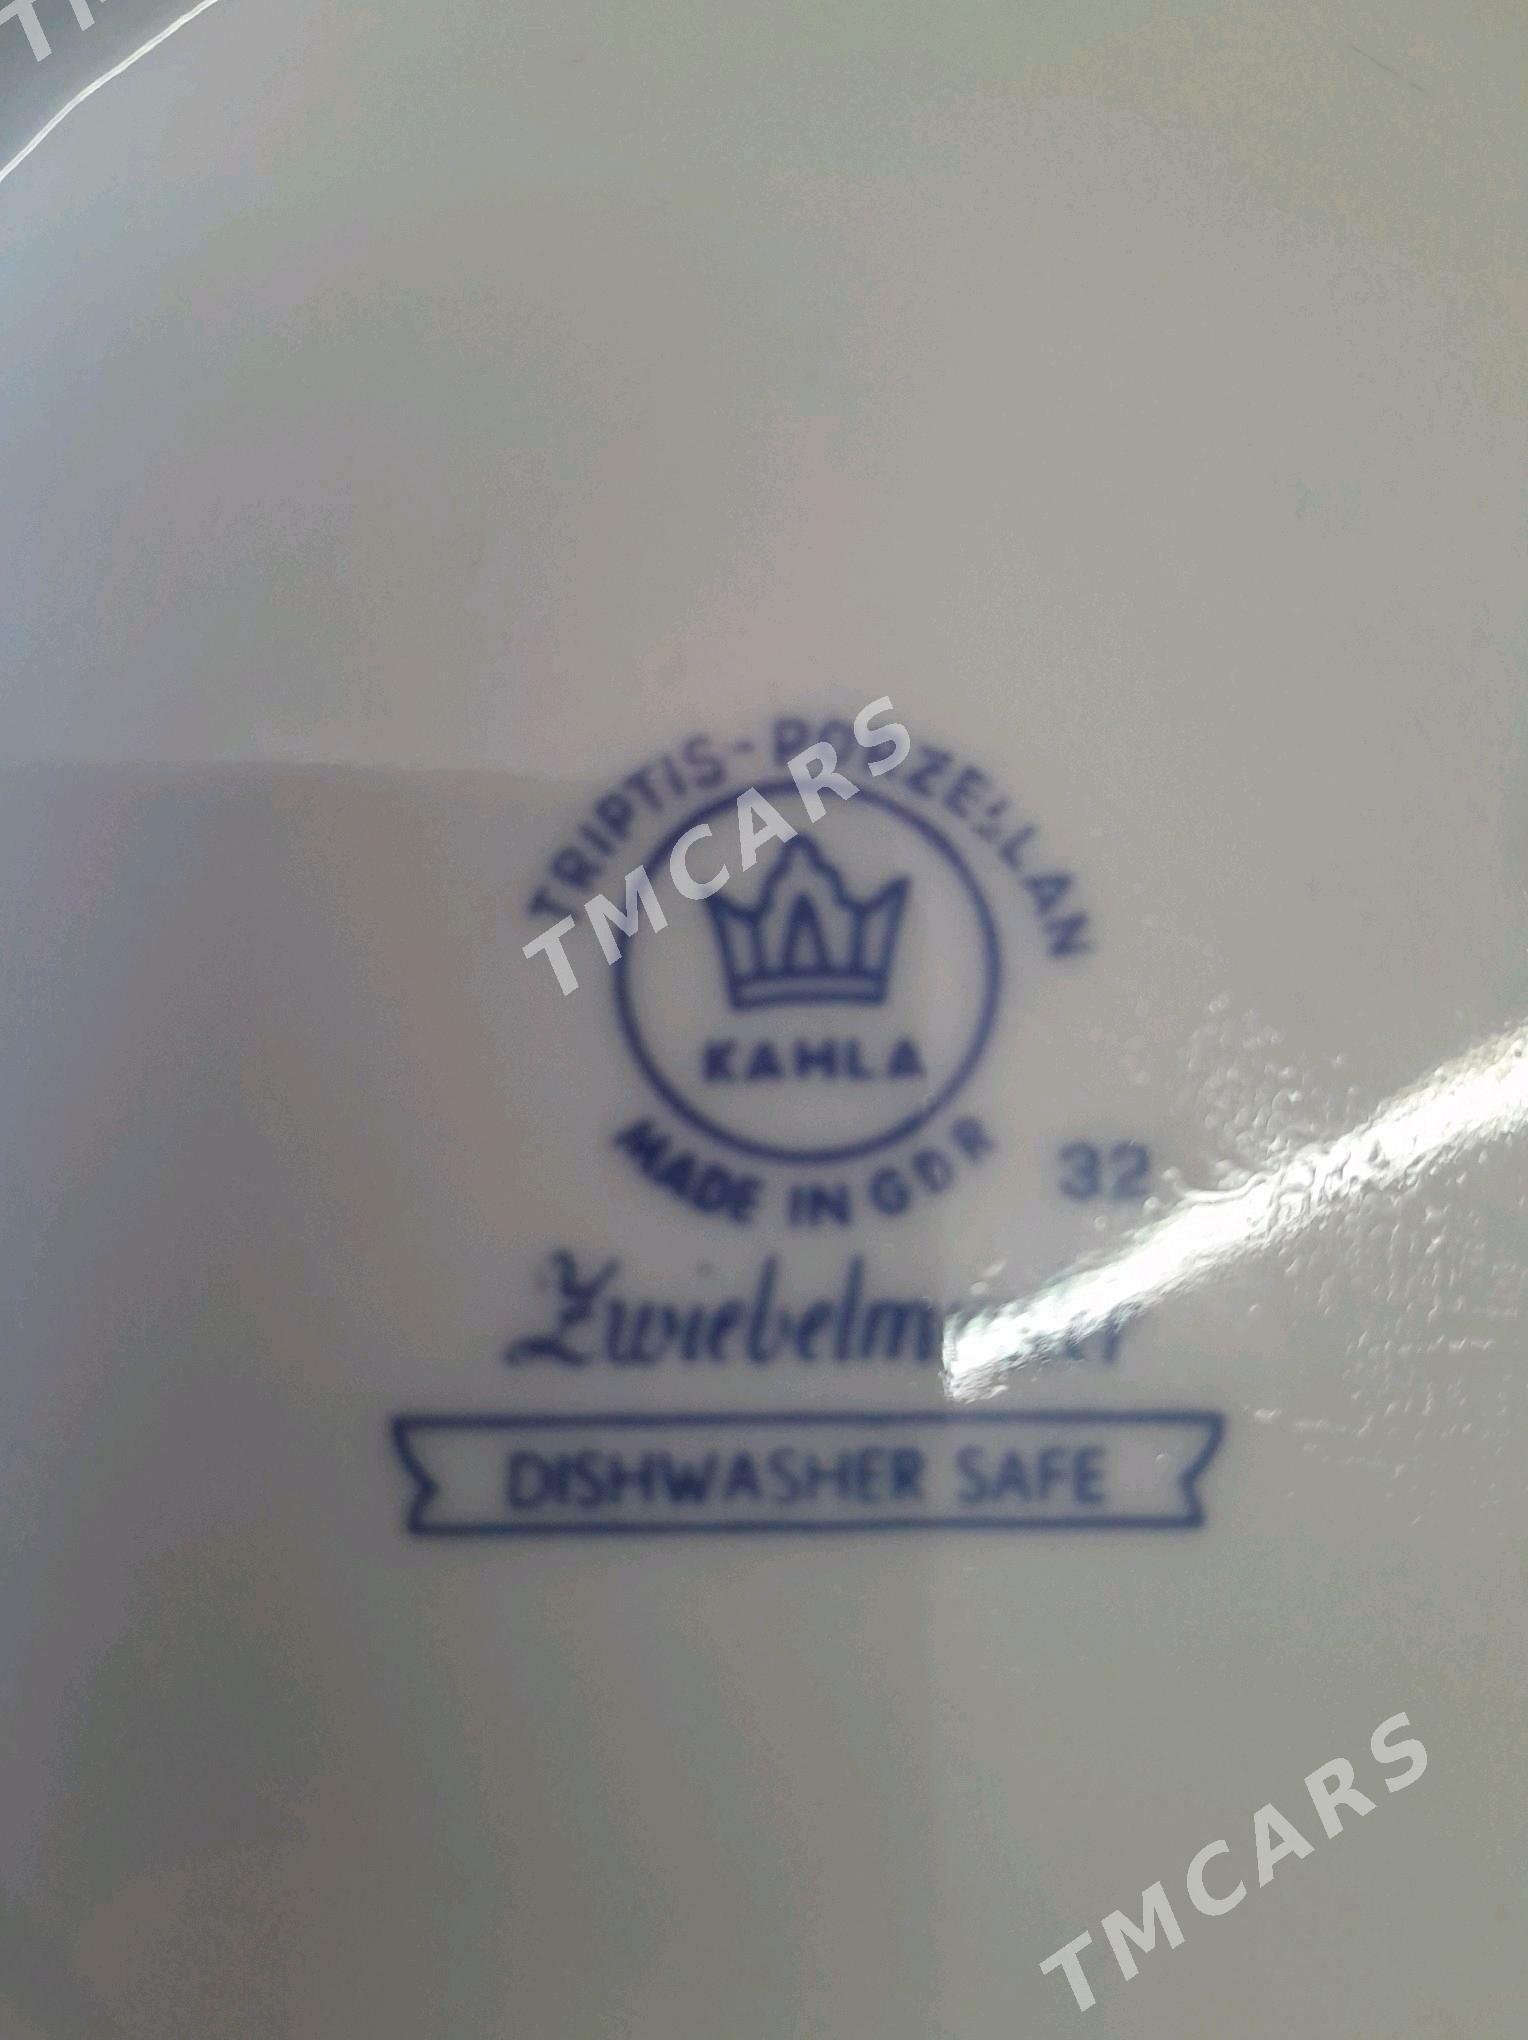 TRIPTIS-PORZELLAN
KAHLA
MADE IN GDR
32
DISHWASHER SAFE
TMCARS
TMCARS